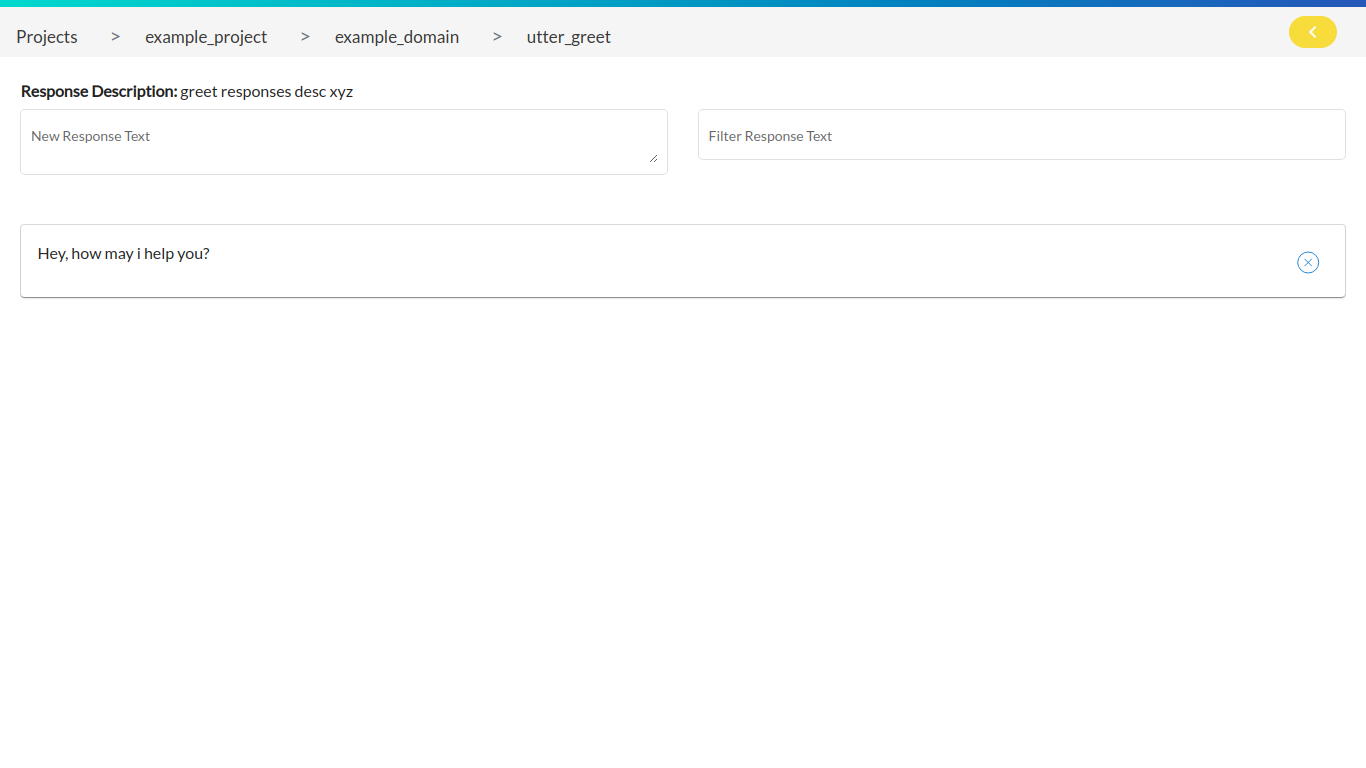 Projects > example_project > example_domain > utter_greet
Response Description: greet responses desc xyz
New Response Text
Filter Response Text
Hey, how may i help you?